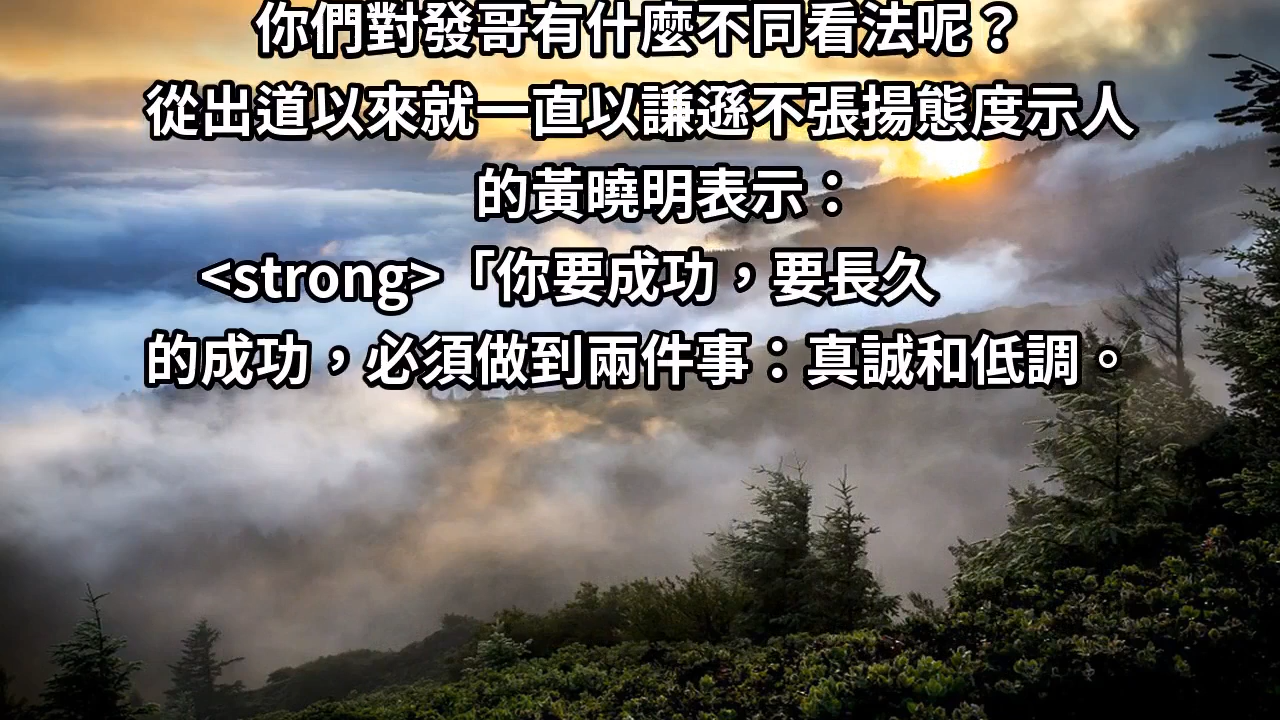 你們對發哥有什麼不同看法呢？
從出道以來就一直以謙遜不張揚態度示人
的黃曉明表示：
<strong>「你要成功，要長久
的成功，必須做到兩件事：真誠和低調。